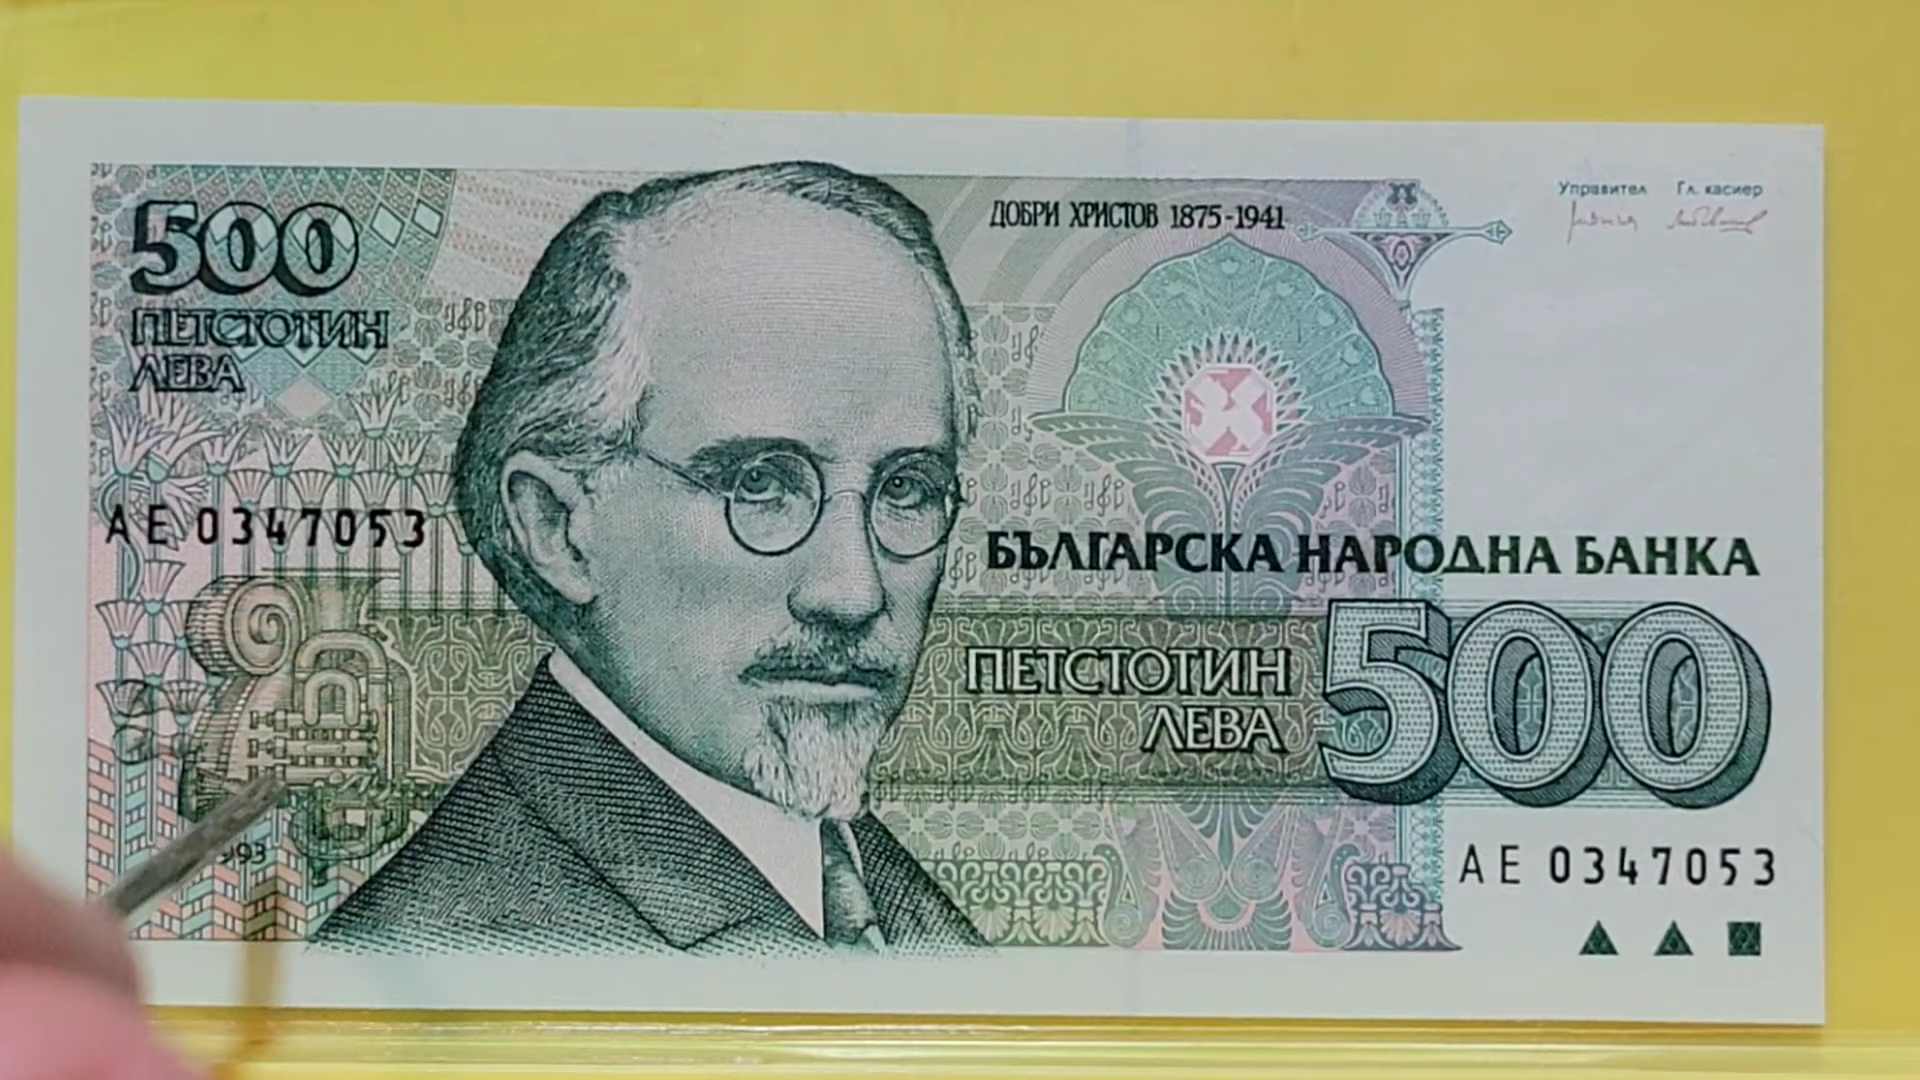 500
ПЕТСТОТИН
ЛЕВА
ДОБРИ ХРИСТОВ 1875-1941
Управител Гл. касиер
АЕ 0347053
БЪЛГАРСКА НАРОДНА БАНКА
ПЕТСТОТИН
ЛЕВА
500
АЕ 0347053